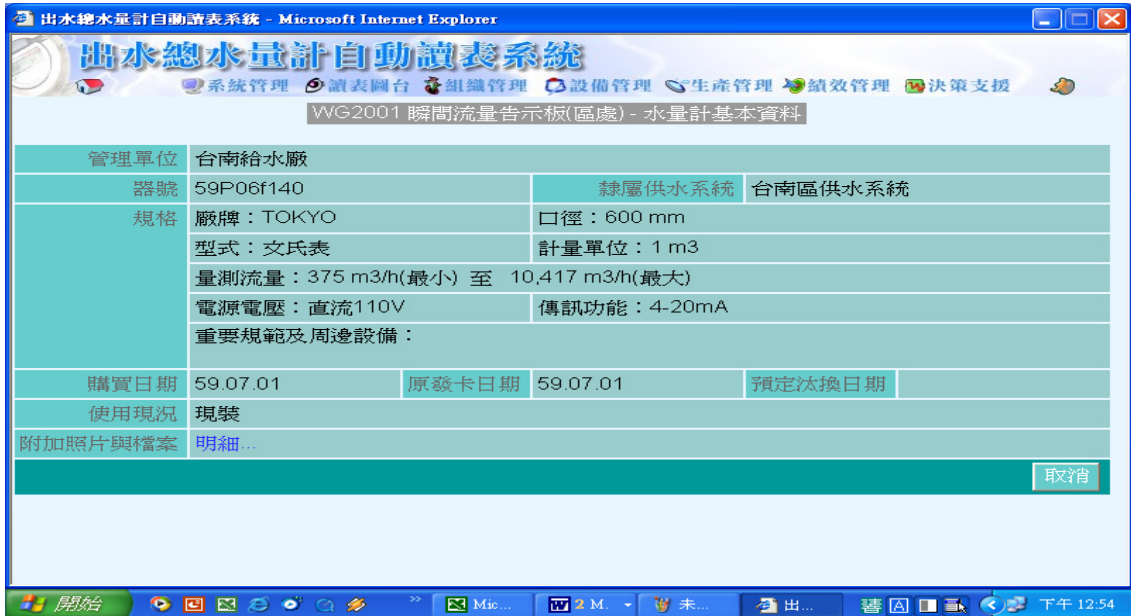 出水總水量計自動讀表系統 - Microsoft Internet Explorer
出水總水量計自動讀表系統
系統管理 讀表圖台 組織管理 設備管理 生產管理 績效管理 決策支援
WG2001 瞬間流量告示板(區處) - 水量計基本資料
管理單位 台南給水廠
器號 59P06f140 隸屬供水系統 台南區供水系統
規格 廠牌：TOKYO 口徑：600 mm
型式：文氏表 計量單位：1 m3
量測流量：375 m3/h(最小) 至 10,417 m3/h(最大)
電源電壓：直流110V 傳訊功能：4-20mA
重要規範及周邊設備：
購買日期 59.07.01 原發卡日期 59.07.01 預定汰換日期
使用現況 現裝
附加照片與檔案 明細...
取消
開始 » Mic... 2 M. 未... 出... 下午 12:54